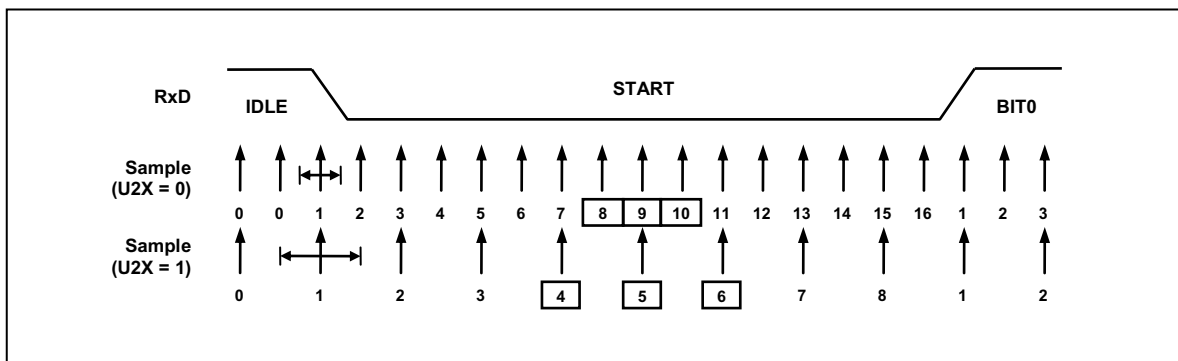 RxD
IDLE
START
BIT0
Sample
(U2X = 0)
0 0 1 2 3 4 5 6 7 8 9 10 11 12 13 14 15 16 1 2 3
Sample
(U2X = 1)
0 1 2 3 4 5 6 7 8 1 2